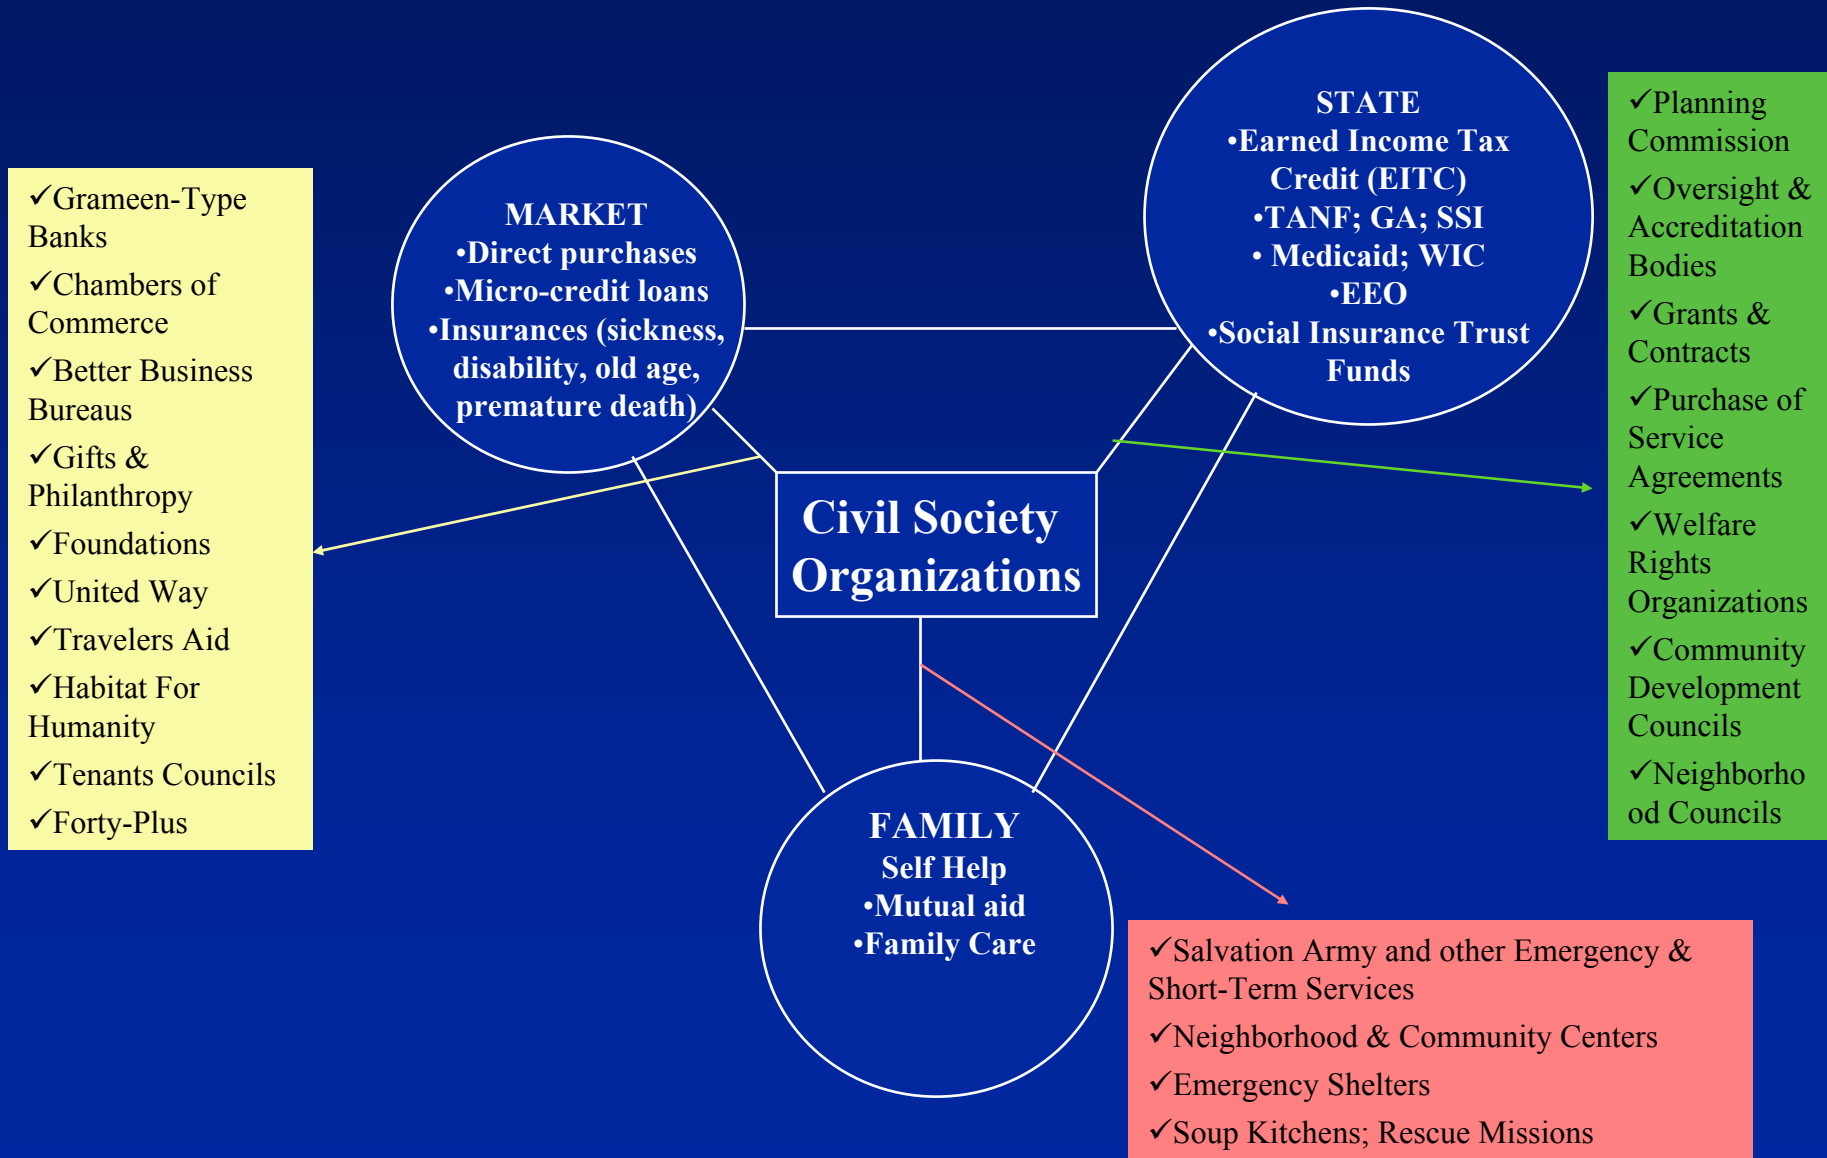 ✓Grameen-Type
Banks
✓Chambers of
Commerce
✓Better Business
Bureaus
✓Gifts &
Philanthropy
✓Foundations
✓United Way
✓Travelers Aid
✓Habitat For
Humanity
✓Tenants Councils
✓Forty-Plus
MARKET
•Direct purchases
•Micro-credit loans
•Insurances (sickness,
disability, old age,
premature death)
STATE
•Earned Income Tax
Credit (EITC)
•TANF; GA; SSI
• Medicaid; WIC
•EEO
•Social Insurance Trust
Funds
✓Planning
Commission
✓Oversight &
Accreditation
Bodies
✓Grants &
Contracts
✓Purchase of
Service
Agreements
✓Welfare
Rights
Organizations
✓Community
Development
Councils
✓Neighborho
od Councils
Civil Society
Organizations
FAMILY
Self Help
•Mutual aid
•Family Care
✓Salvation Army and other Emergency &
Short-Term Services
✓Neighborhood & Community Centers
✓Emergency Shelters
✓Soup Kitchens; Rescue Missions